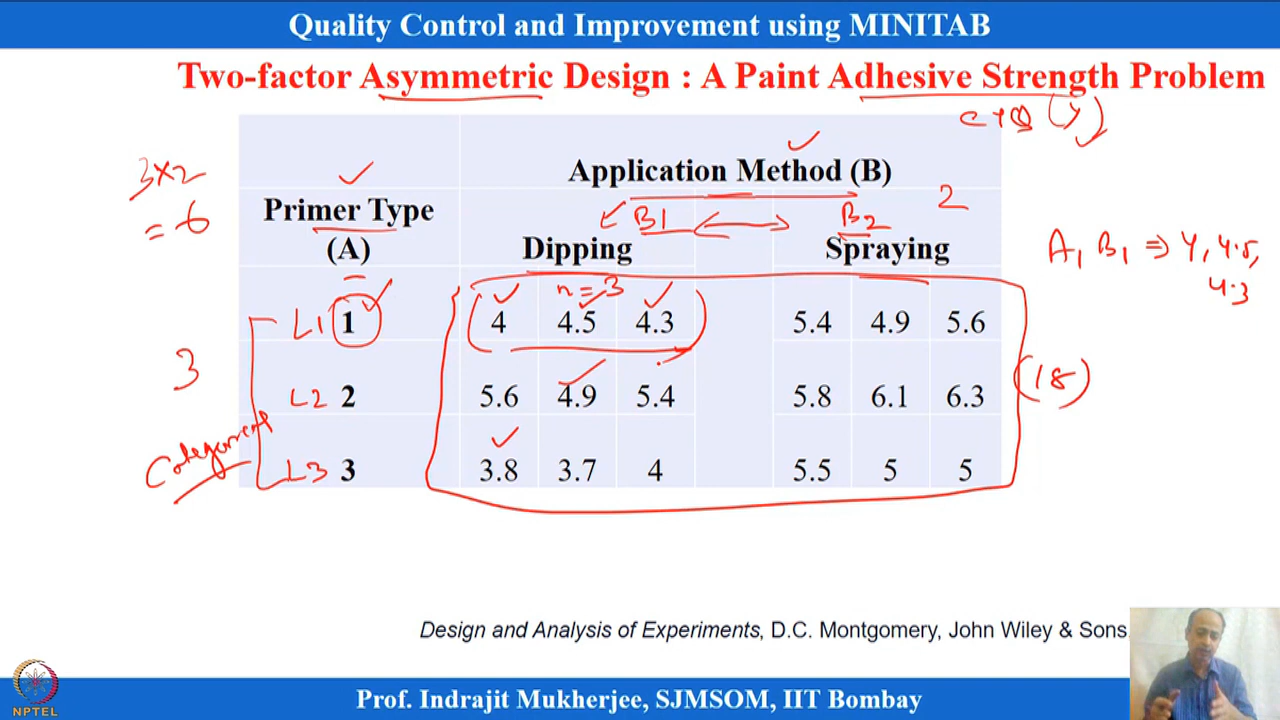 Quality Control and Improvement using MINITAB
Two-factor Asymmetric Design : A Paint Adhesive Strength Problem
CTQ (Y)
3×2
= 6
Application Method (B)
Primer Type
(A)
B1
B2
2
Dipping
Spraying
A1 B1 ⇒ 4, 4.5,
4.3
n = 3
L1 1 4 4.5 4.3 5.4 4.9 5.6
3
L2 2 5.6 4.9 5.4 5.8 6.1 6.3
(18)
L3 3 3.8 3.7 4 5.5 5 5
Design and Analysis of Experiments, D.C. Montgomery, John Wiley & Sons.
NPTEL
Prof. Indrajit Mukherjee, SJMSOM, IIT Bombay